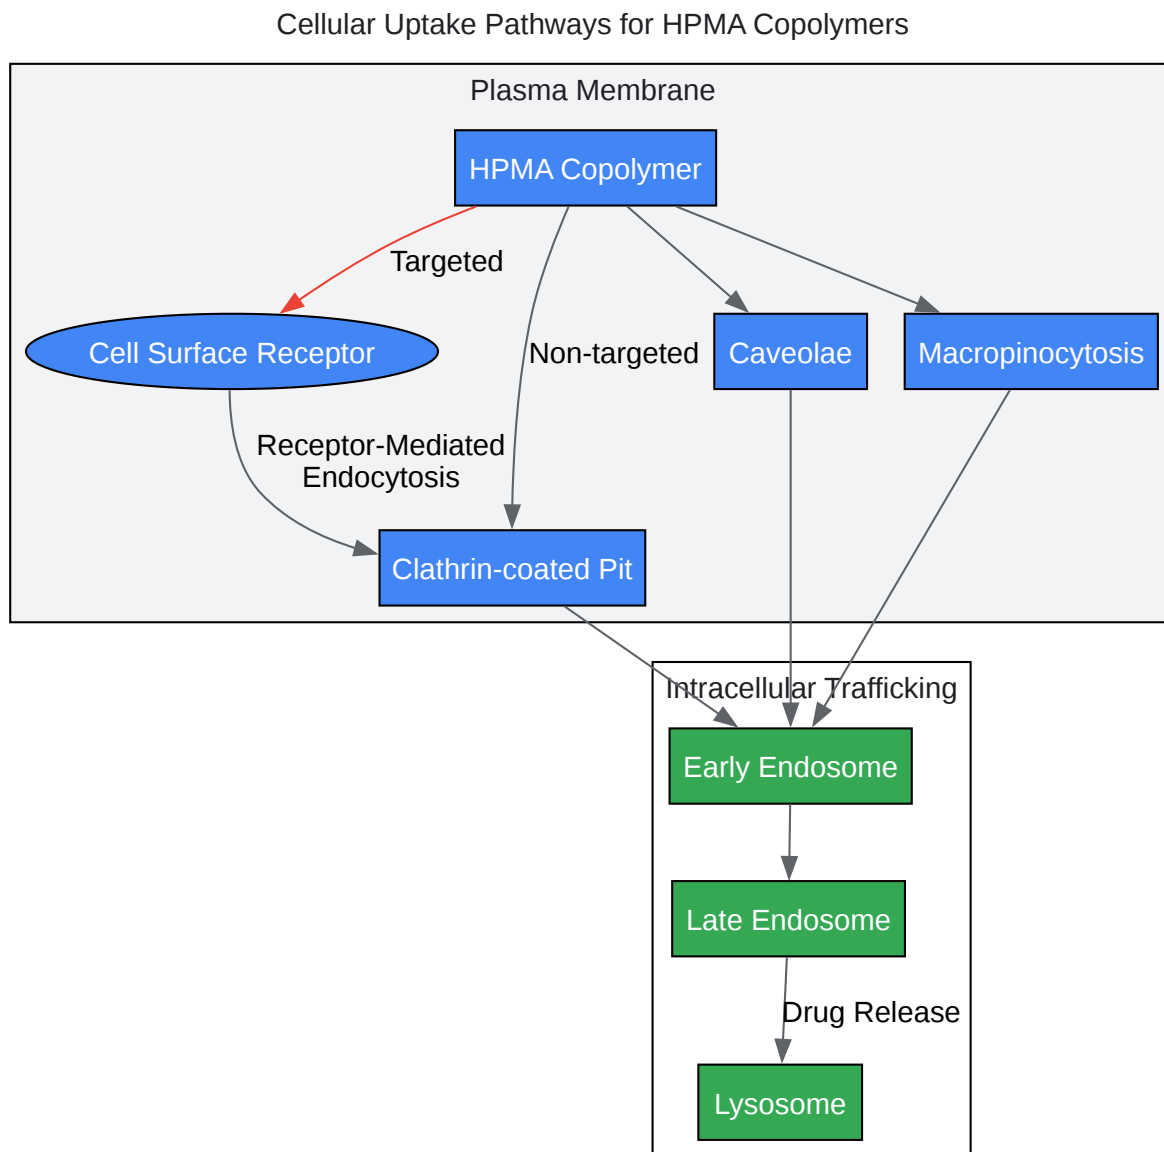 Cellular Uptake Pathways for HPMA Copolymers
Plasma Membrane
HPMA Copolymer
Targeted
Cell Surface Receptor
Non-targeted
Caveolae
Macropinocytosis
Receptor-Mediated
Endocytosis
Clathrin-coated Pit
Intracellular Trafficking
Early Endosome
Late Endosome
Drug Release
Lysosome